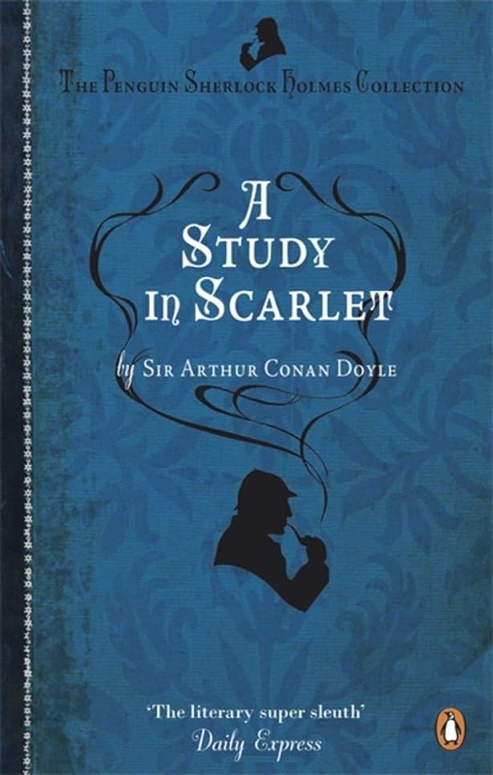 The Penguin Sherlock Holmes Collection
A
Study
in Scarlet
by Sir Arthur Conan Doyle
‘The literary super sleuth’
Daily Express